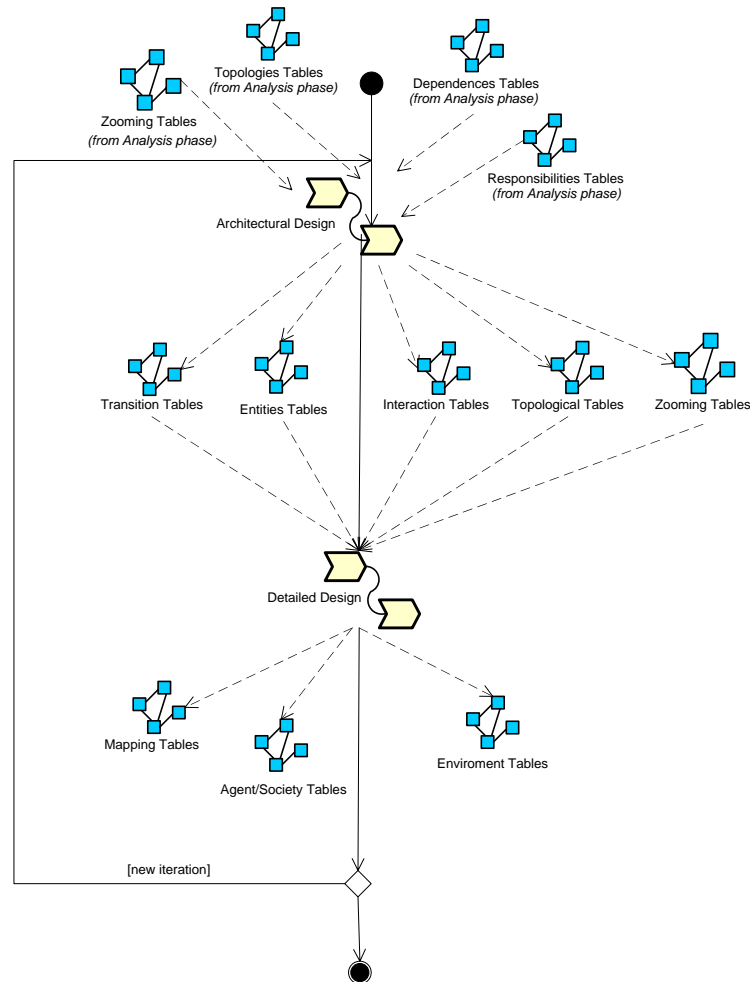 Topologies Tables
(from Analysis phase)
Dependences Tables
(from Analysis phase)
Zooming Tables
(from Analysis phase)
Responsibilities Tables
(from Analysis phase)
Architectural Design
Transition Tables
Entities Tables
Interaction Tables
Topological Tables
Zooming Tables
Detailed Design
Mapping Tables
Agent/Society Tables
Enviroment Tables
[new iteration]